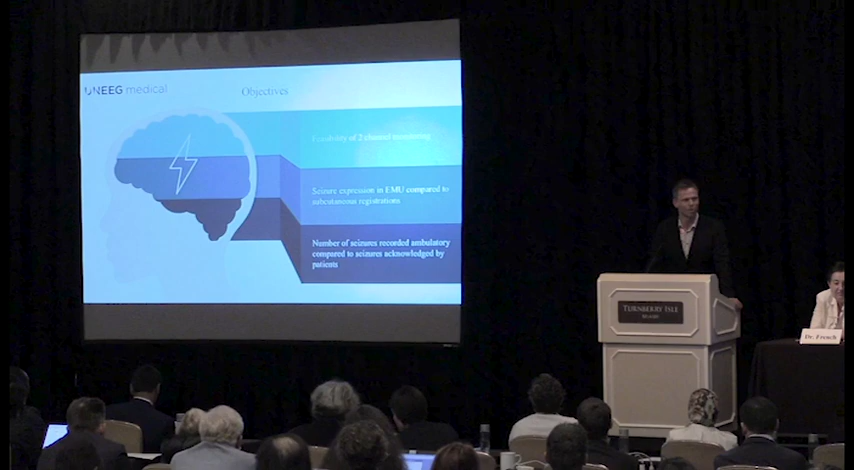 UNEEG medical
Objectives
Feasibility of 2 channel monitoring
Seizure expression in EMU compared to
subcutaneous registrations
Number of seizures recorded ambulatory
compared to seizures acknowledged by
patients
TURNBERRY ISLE
MIAMI
Dr. French